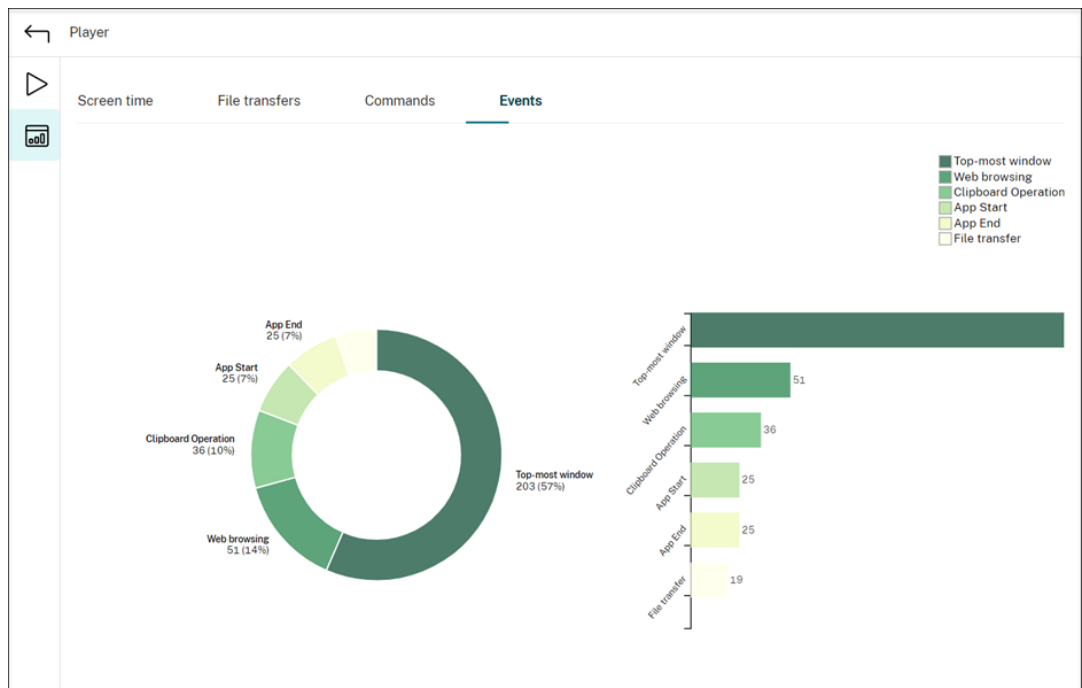 Player
Screen time
File transfers
Commands
Events
Top-most window
Web browsing
Clipboard Operation
App Start
App End
File transfer
App End
25 (7%)
App Start
25 (7%)
Clipboard Operation
36 (10%)
Web browsing
51 (14%)
Top-most window
203 (57%)
Top-most window
Web browsing
51
Clipboard Operation
36
App Start
25
App End
25
File transfer
19